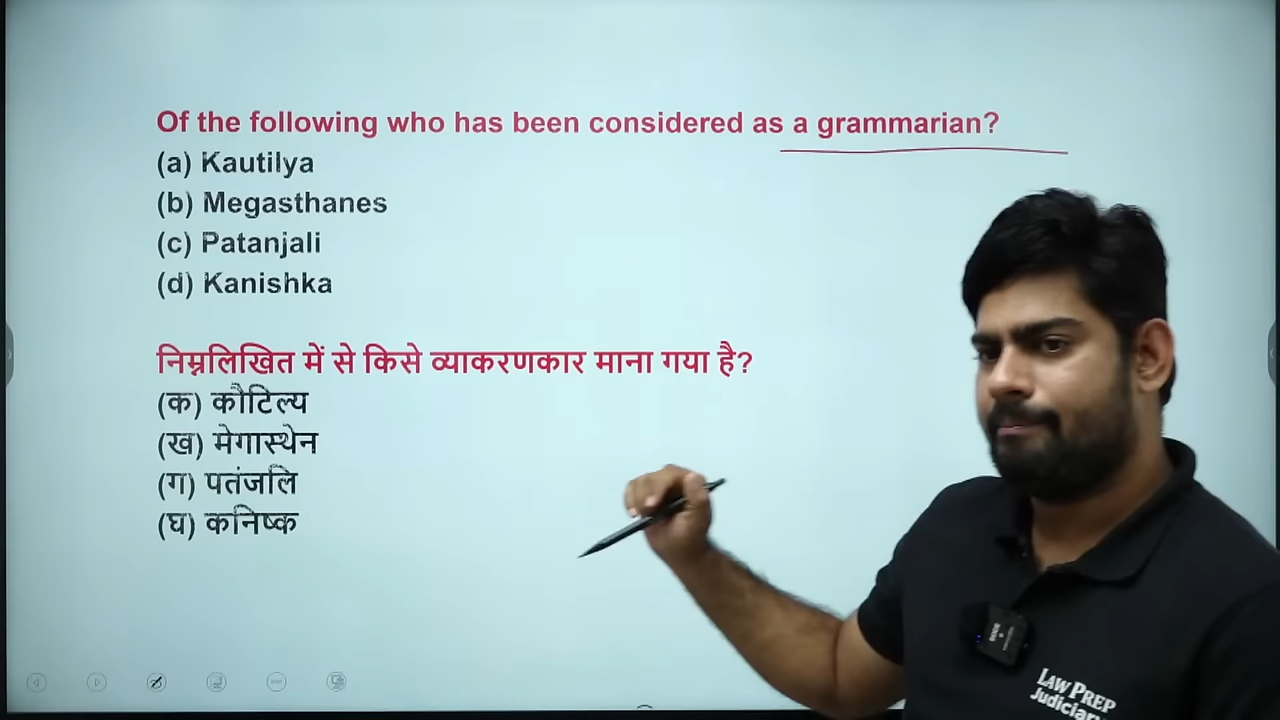 Of the following who has been considered as a grammarian?
(a) Kautilya
(b) Megasthanes
(c) Patanjali
(d) Kanishka
निम्नलिखित में से किसे व्याकरणकार माना गया है?
(क) कौटिल्य
(ख) मेगास्थेन
(ग) पतंजलि
(घ) कनिष्क
LAW PREP
Judiciary